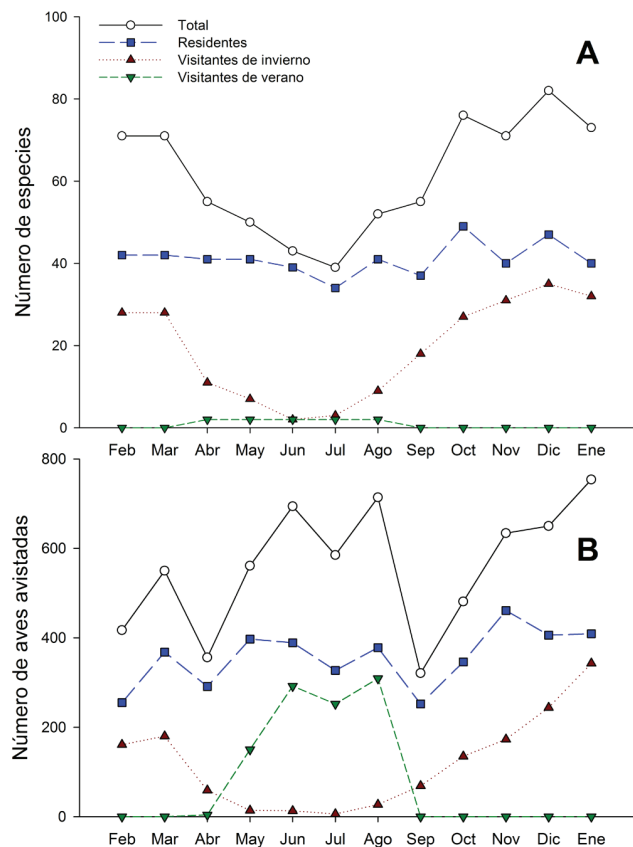 Total
Residentes
Visitantes de invierno
Visitantes de verano
A
Número de especies
100
80
60
40
20
0
Feb Mar Abr May Jun Jul Ago Sep Oct Nov Dic Ene
B
Número de aves avistadas
800
600
400
200
0
Feb Mar Abr May Jun Jul Ago Sep Oct Nov Dic Ene